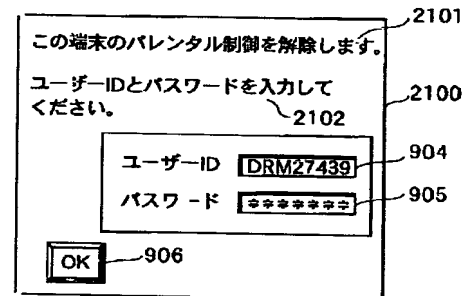 この端末のパレンタル制御を解除します。
2101
ユーザーIDとパスワードを入力して
ください。
2102
2100
ユーザーID DRM27439
904
パスワード *******
905
OK
906